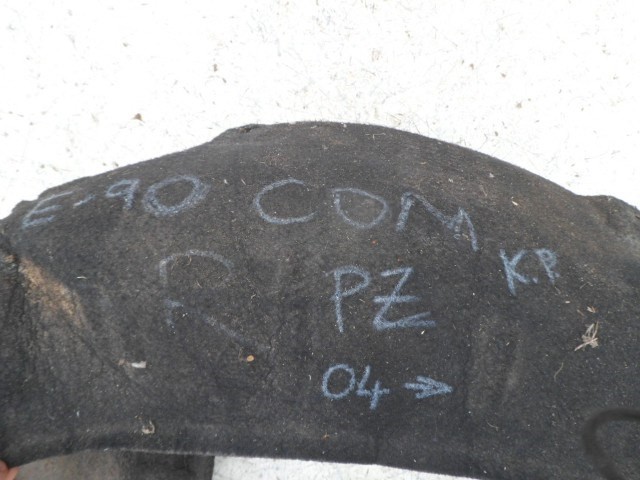 E-90 COM
R PZ K.P.
04 →